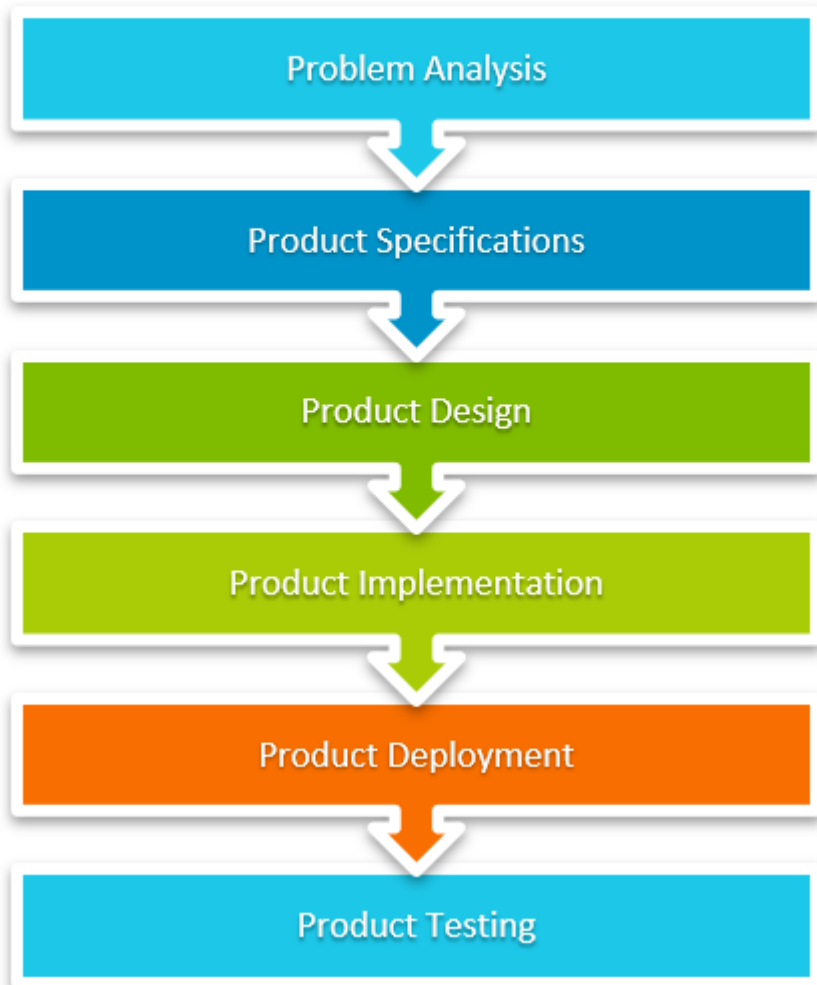 Problem Analysis
Product Specifications
Product Design
Product Implementation
Product Deployment
Product Testing